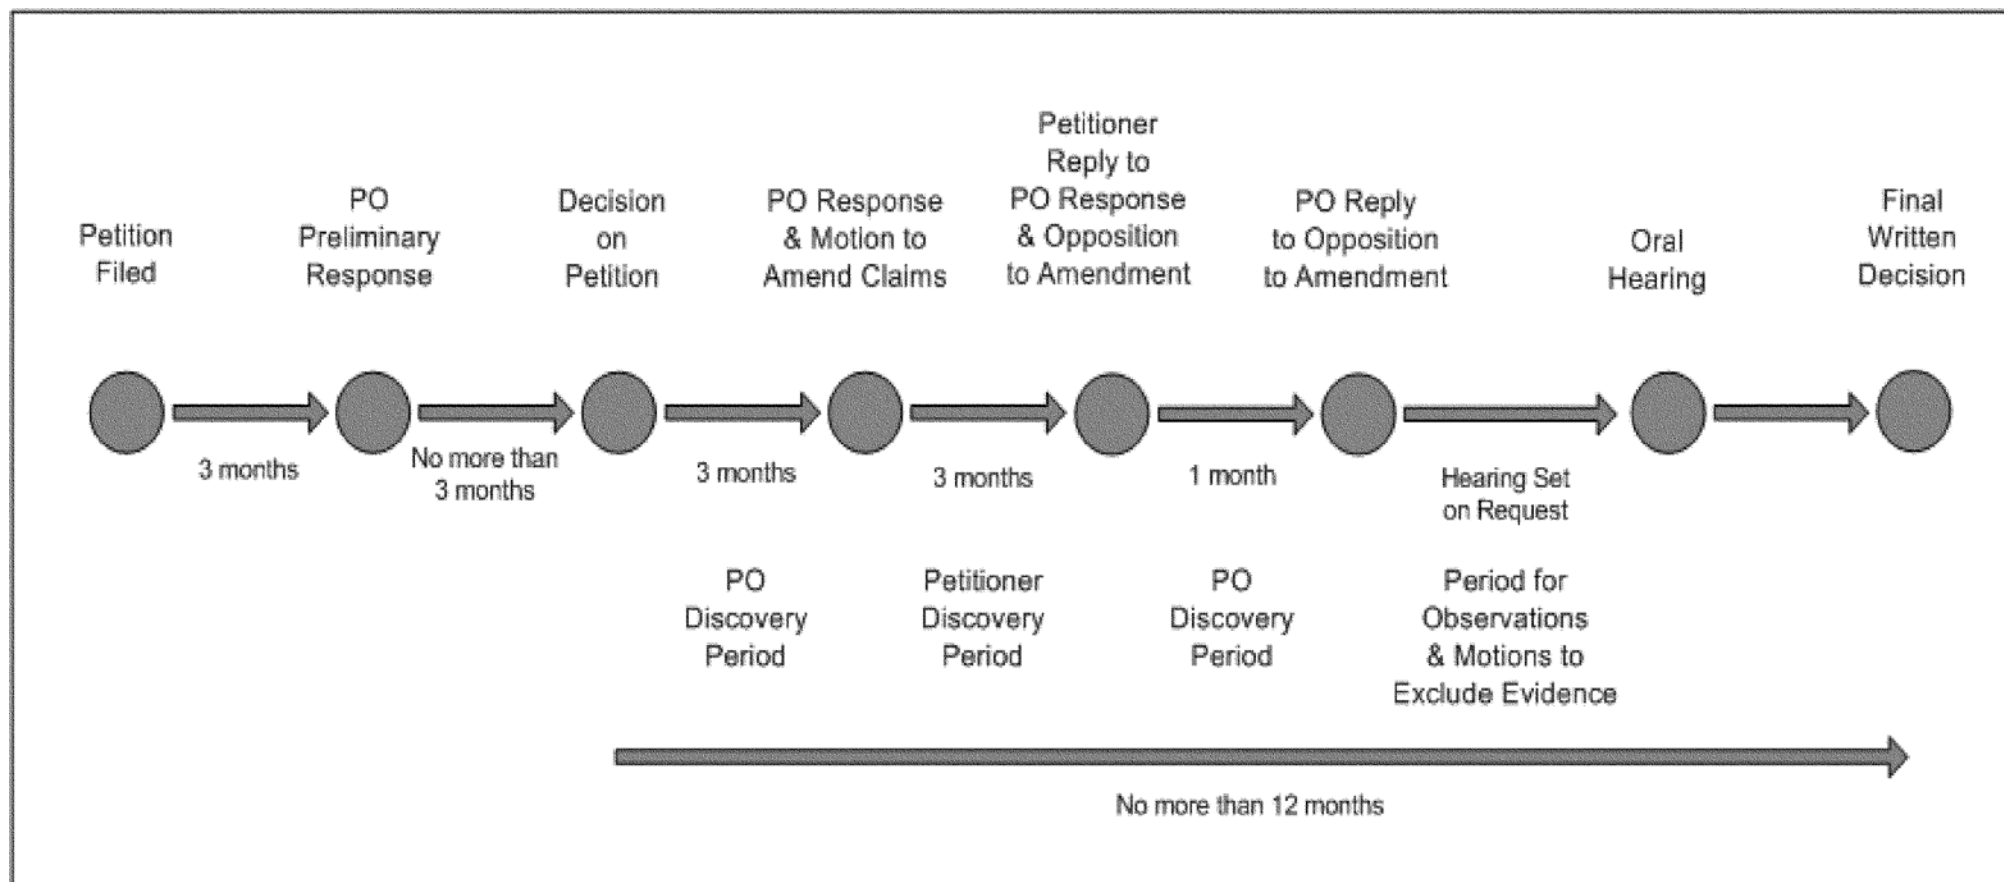 Petition
Filed
PO
Preliminary
Response
Decision
on
Petition
PO Response
& Motion to
Amend Claims
Petitioner
Reply to
PO Response
& Opposition
to Amendment
PO Reply
to Opposition
to Amendment
Oral
Hearing
Final
Written
Decision
3 months
No more than
3 months
3 months
3 months
1 month
Hearing Set
on Request
PO
Discovery
Period
Petitioner
Discovery
Period
PO
Discovery
Period
Period for
Observations
& Motions to
Exclude Evidence
No more than 12 months